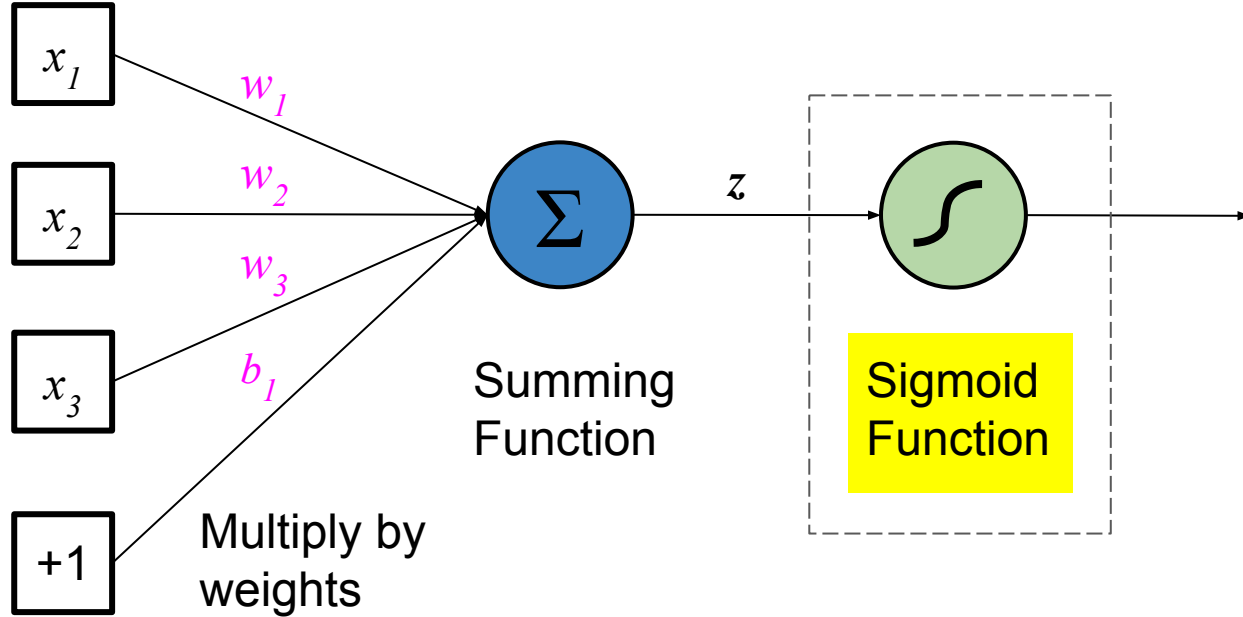 x₁
w₁
x₂
w₂
Σ
z
w₃
x₃
b₁
Summing
Function
Sigmoid
Function
+1
Multiply by
weights